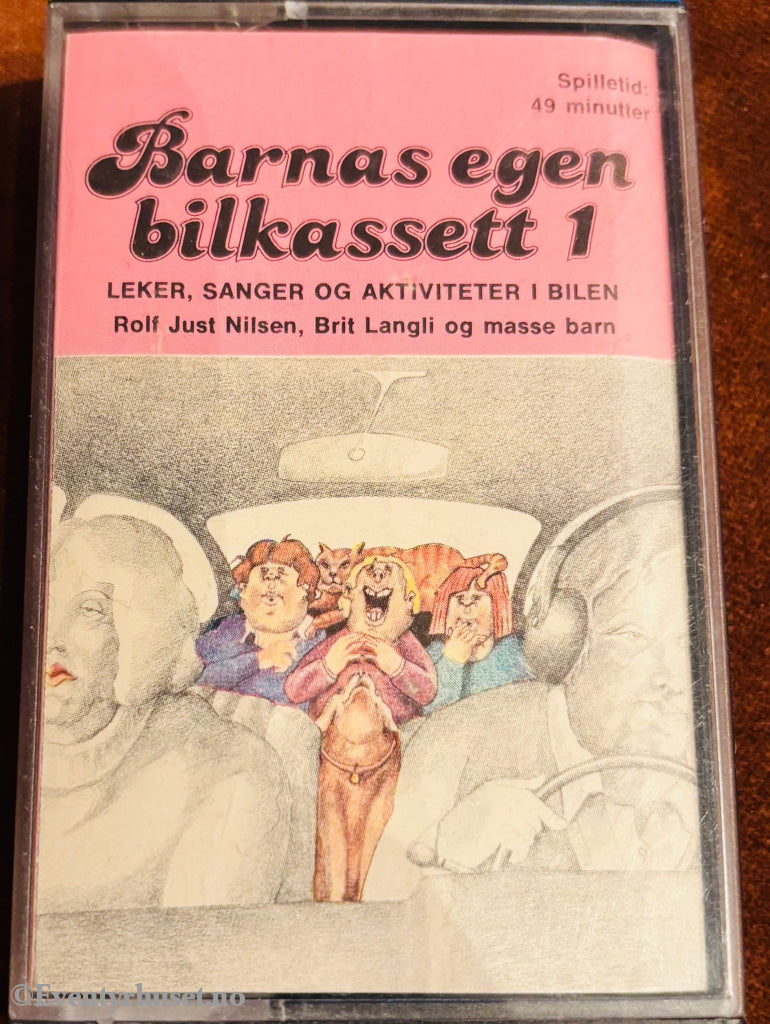 Spilletid:
49 minutter
Barnas egen
bilkassett 1
LEKER, SANGER OG AKTIVITETER I BILEN
Rolf Just Nilsen, Brit Langli og masse barn
©Eventyrhuset.no